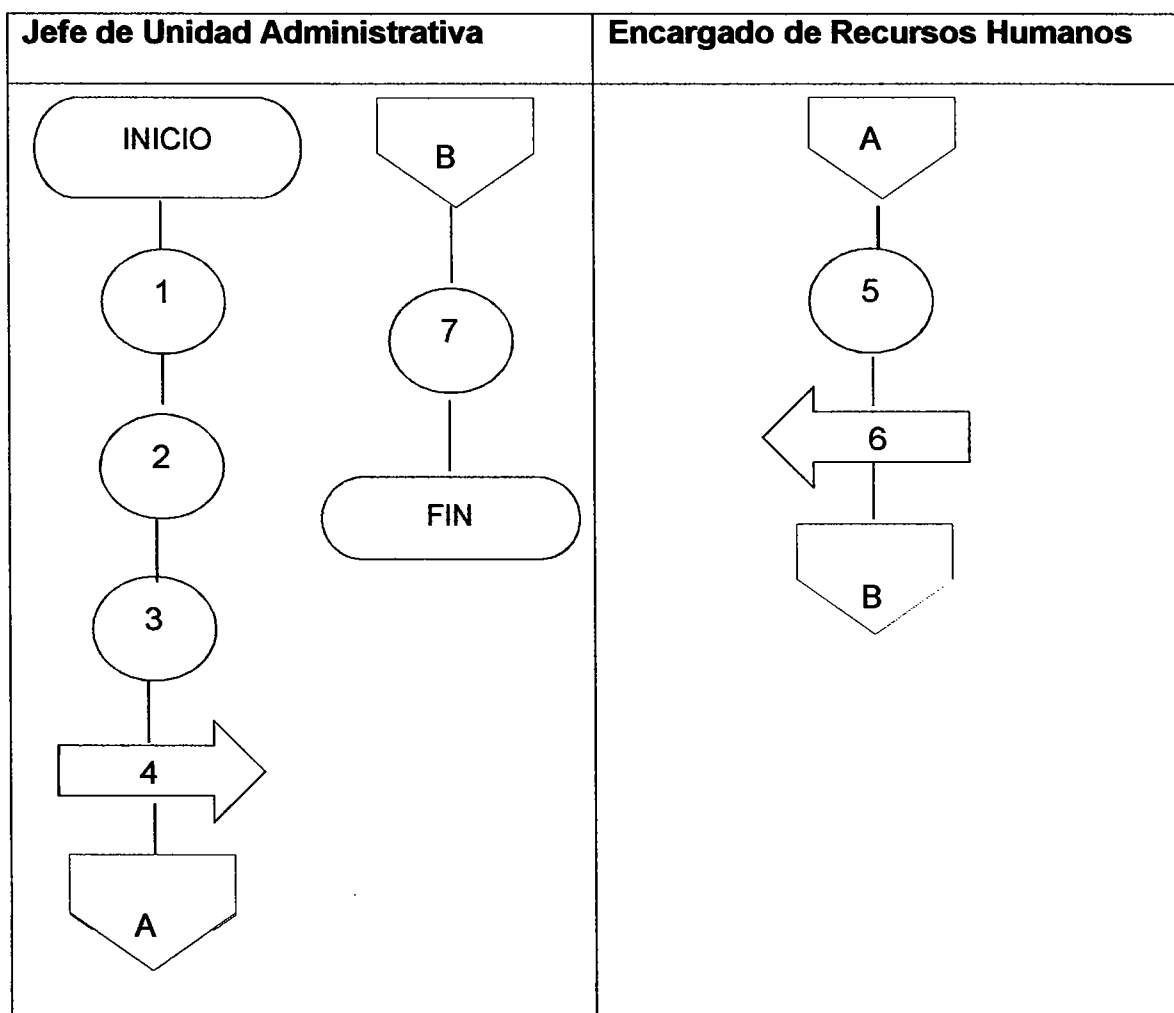 Jefe de Unidad Administrativa
Encargado de Recursos Humanos
INICIO
1
2
3
4
A
B
7
FIN
A
5
6
B